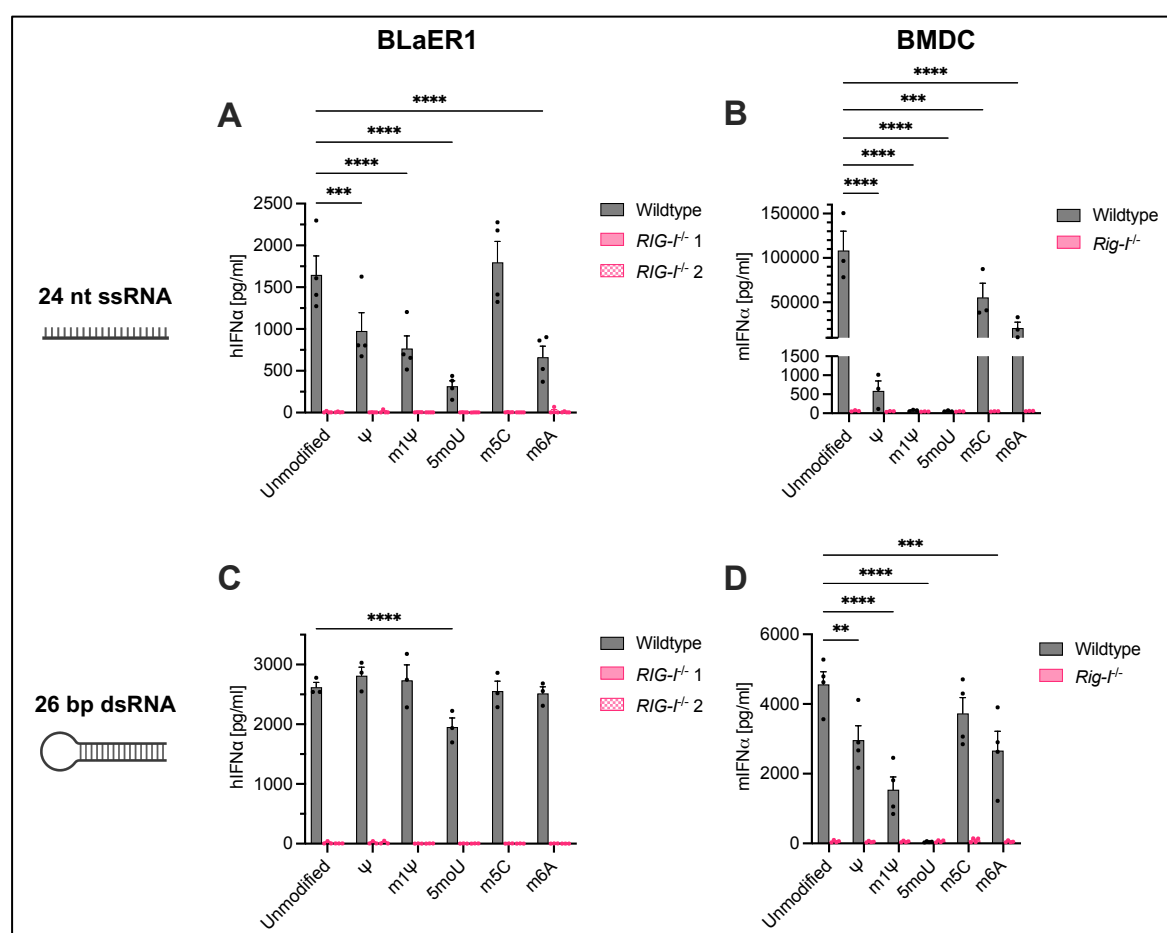 BLaER1
BMDC
24 nt ssRNA
A
****
****
****
***
hIFNα [pg/ml]
2500
2000
1500
1000
500
0
Unmodified
Ψ
m1Ψ
5moU
m5C
m6A
Wildtype
RIG-I-/- 1
RIG-I-/- 2
B
****
***
****
****
****
mIFNα [pg/ml]
150000
100000
50000
1500
1000
500
0
Unmodified
Ψ
m1Ψ
5moU
m5C
m6A
Wildtype
Rig-I-/-
26 bp dsRNA
C
****
hIFNα [pg/ml]
3000
2000
1000
0
Unmodified
Ψ
m1Ψ
5moU
m5C
m6A
Wildtype
RIG-I-/- 1
RIG-I-/- 2
D
***
****
****
**
mIFNα [pg/ml]
6000
4000
2000
0
Unmodified
Ψ
m1Ψ
5moU
m5C
m6A
Wildtype
Rig-I-/-